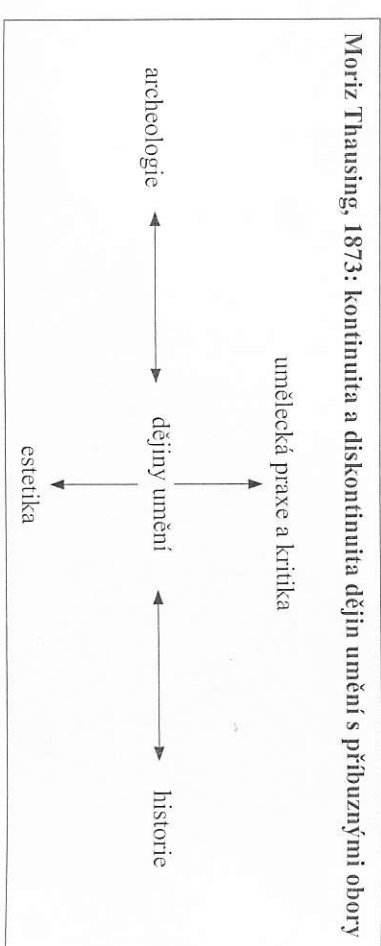 Moriz Thausing, 1873: kontinuita a diskontinuita dějin umění s příbuznými obory
umělecká praxe a kritika
archeologie
dějiny umění
historie
estetika